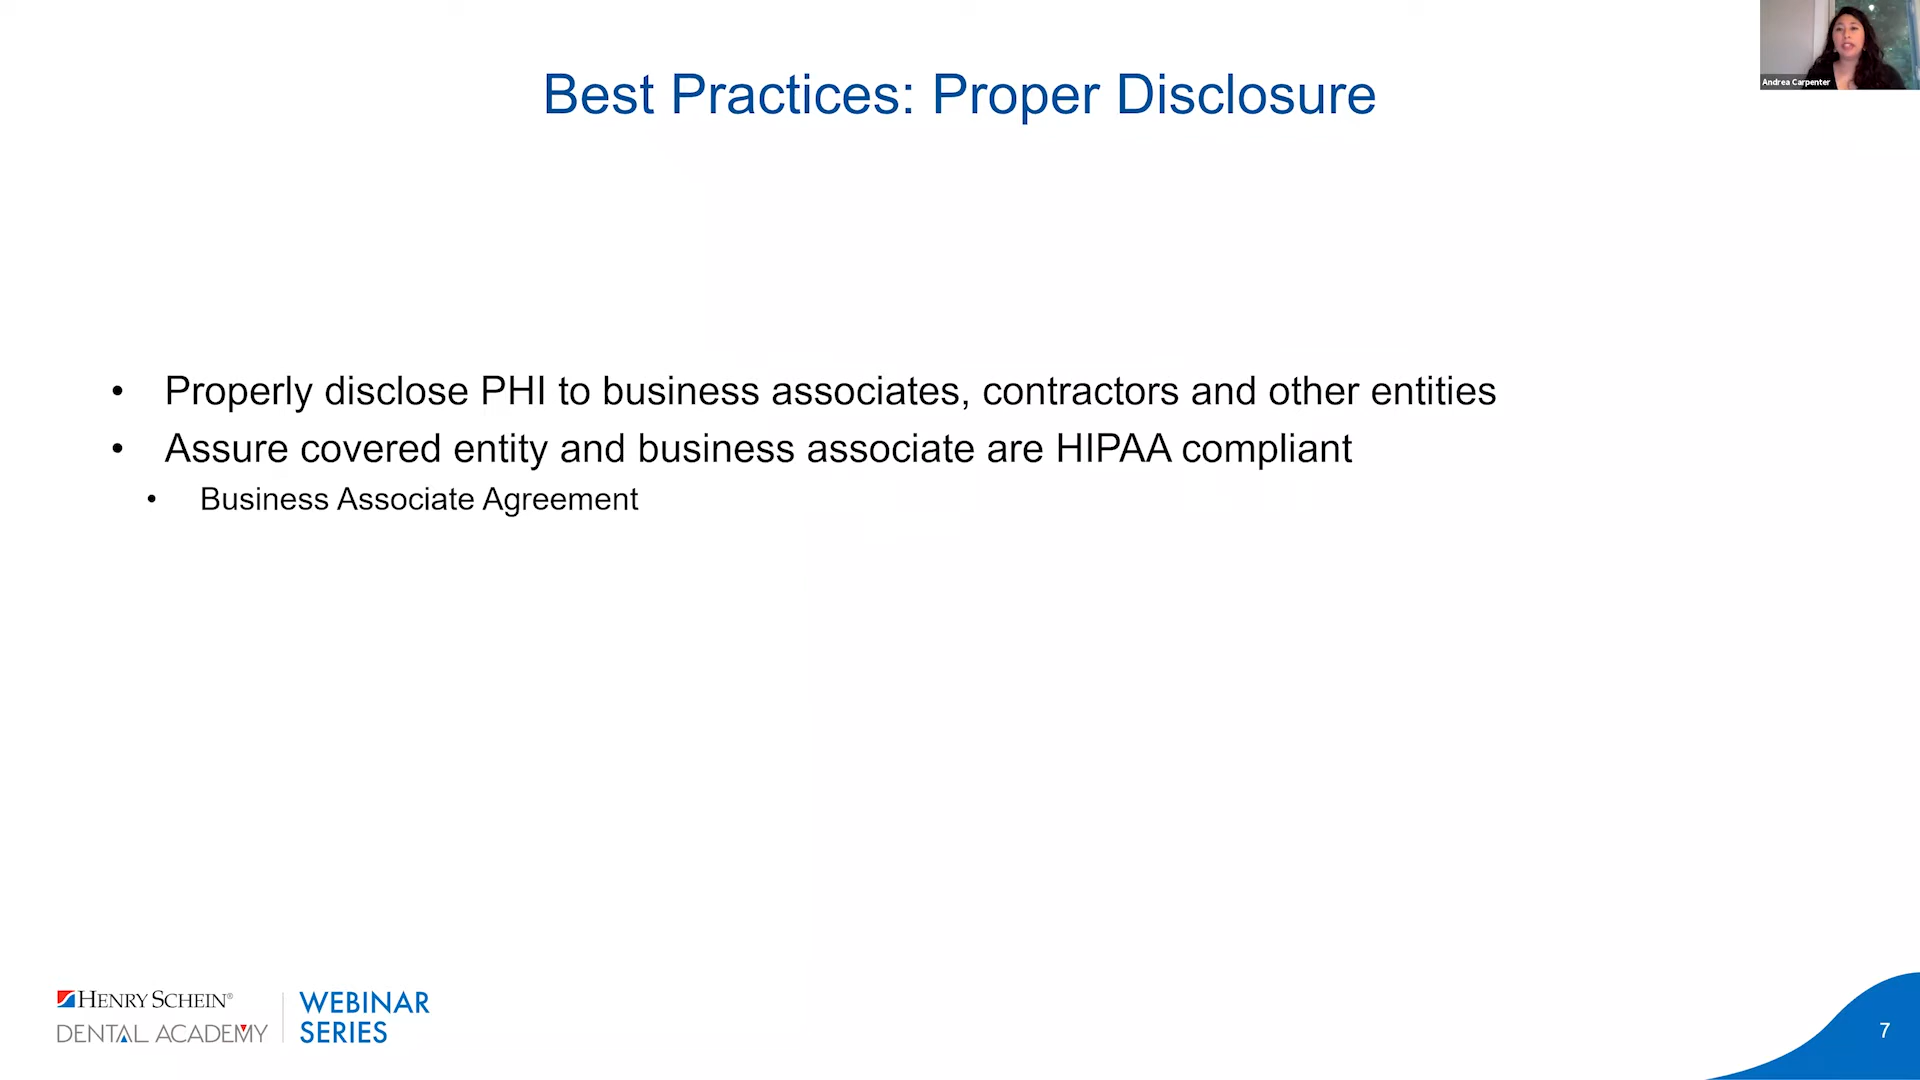 Andrea Carpenter
Best Practices: Proper Disclosure
• Properly disclose PHI to business associates, contractors and other entities
• Assure covered entity and business associate are HIPAA compliant
• Business Associate Agreement
HENRY SCHEIN®
DENTAL ACADEMY
WEBINAR
SERIES
7